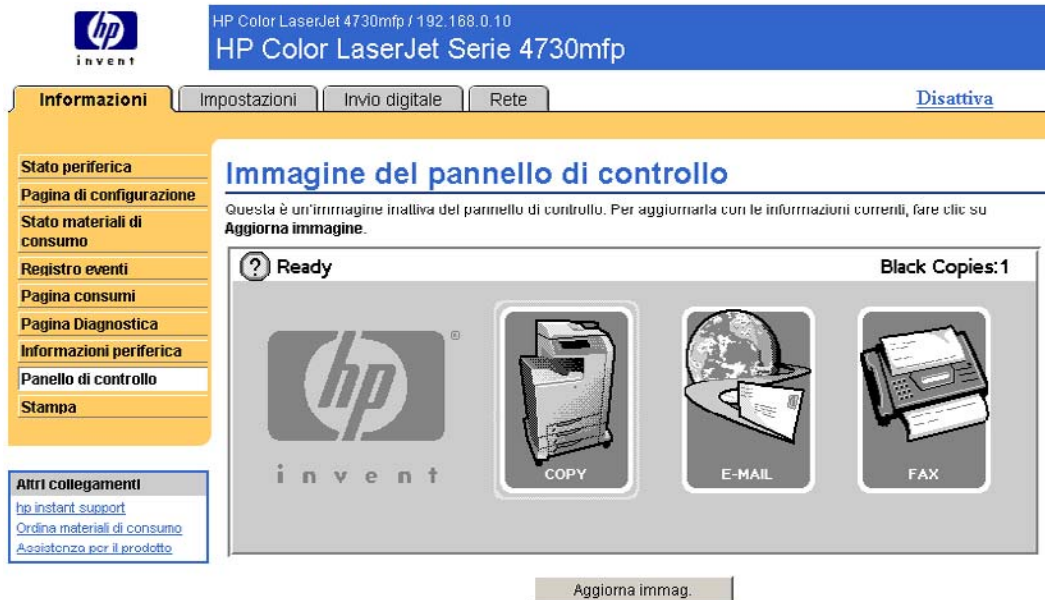 hp
invent
HP Color LaserJet 4730mfp / 192.168.0.10
HP Color LaserJet Serie 4730mfp
Informazioni
Impostazioni
Invio digitale
Rete
Disattiva
Stato periferica
Pagina di configurazione
Stato materiali di
consumo
Registro eventi
Pagina consumi
Pagina Diagnostica
Informazioni periferica
Panello di controllo
Stampa
Altri collegamenti
hp instant support
Ordina materiali di consumo
Assistenza per il prodotto
Immagine del pannello di controllo
Questa è un'immagine inattiva del pannello di controllo. Per aggiornarla con le informazioni correnti, fare clic su
Aggiorna immagine.
? Ready
Black Copies:1
hp ®
invent
COPY
E-MAIL
FAX
Aggiorna immag.